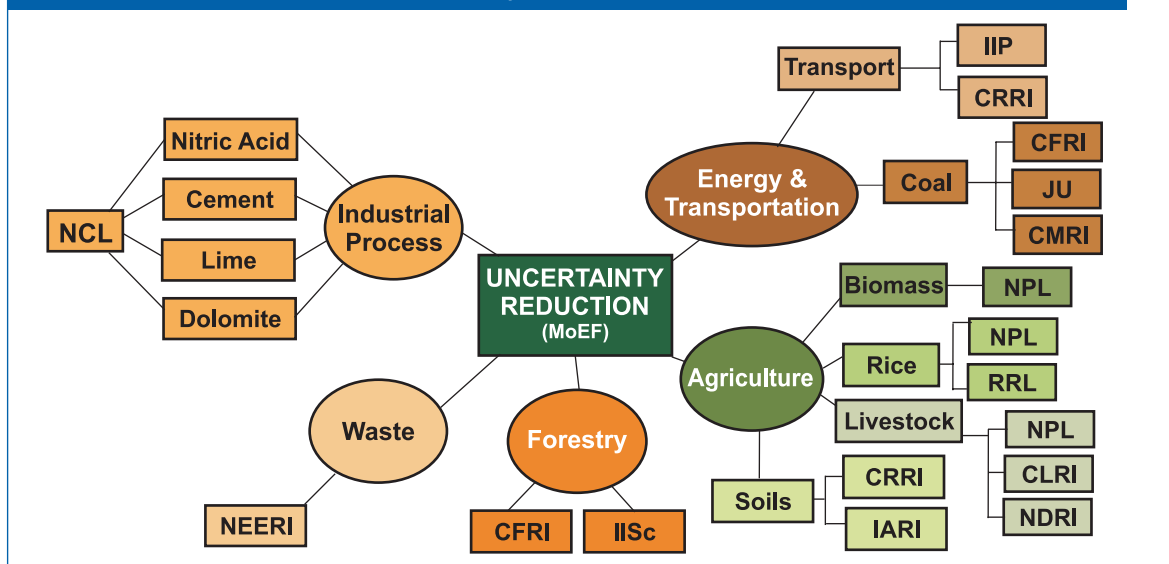 Transport
IIP
CRRI
Nitric Acid
Cement
NCL
Lime
Dolomite
Industrial
Process
Energy &
Transportation
Coal
CFRI
JU
CMRI
UNCERTAINTY
REDUCTION
(MoEF)
Biomass
NPL
Agriculture
Rice
NPL
RRL
Livestock
NPL
CLRI
NDRI
Soils
CRRI
IARI
Waste
NEERI
Forestry
CFRI
IISc